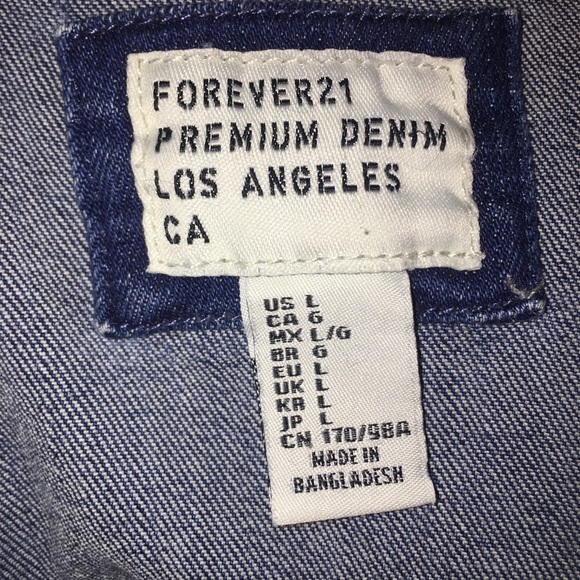 FOREVER21
PREMIUM DENIM
LOS ANGELES
CA
US L
CA G
MX L/G
BR G
EU L
UK L
KR L
JP L
CN 170/98A
MADE IN
BANGLADESH